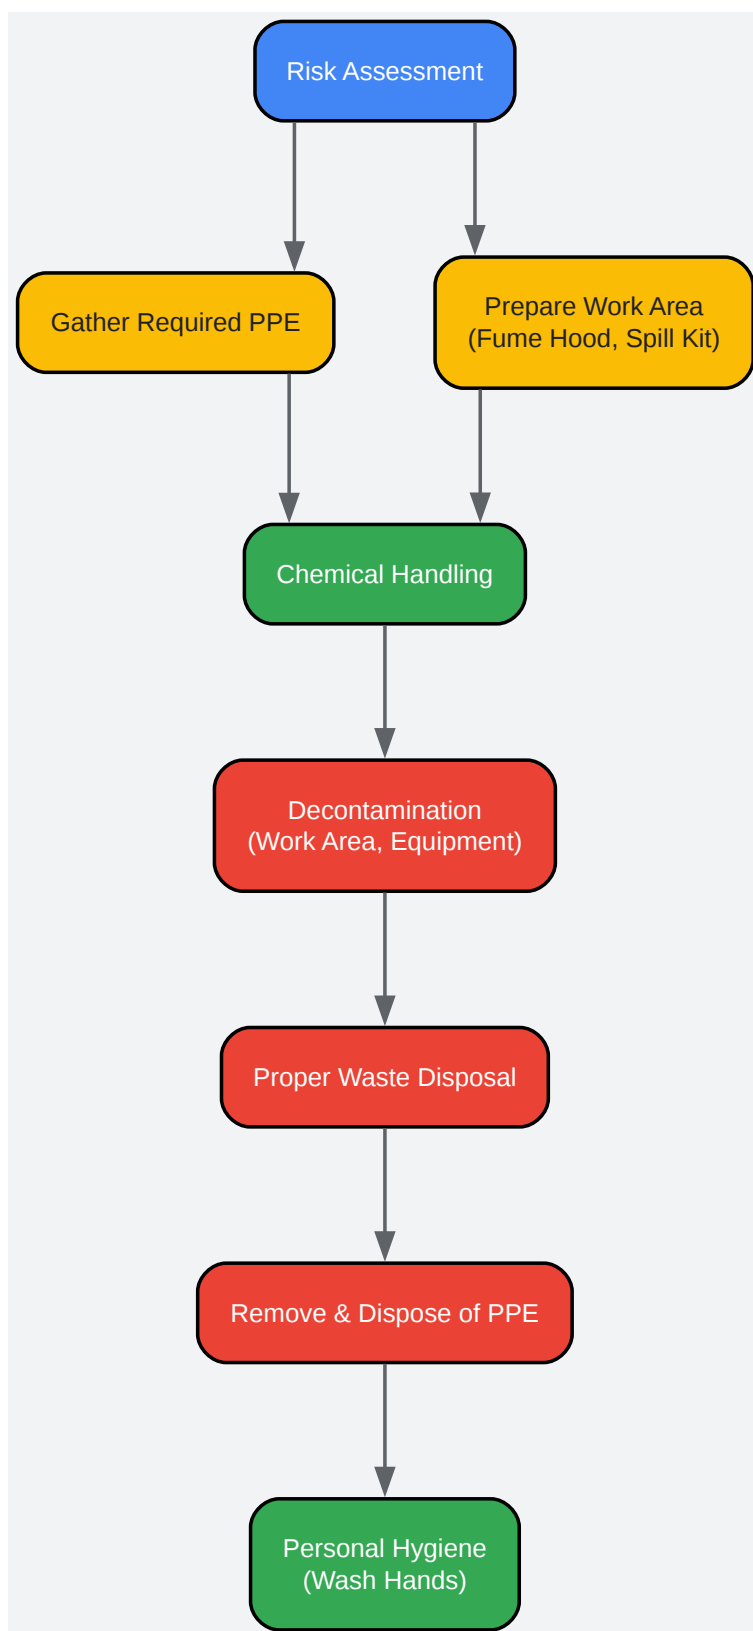 Risk Assessment
Gather Required PPE
Prepare Work Area
(Fume Hood, Spill Kit)
Chemical Handling
Decontamination
(Work Area, Equipment)
Proper Waste Disposal
Remove & Dispose of PPE
Personal Hygiene
(Wash Hands)